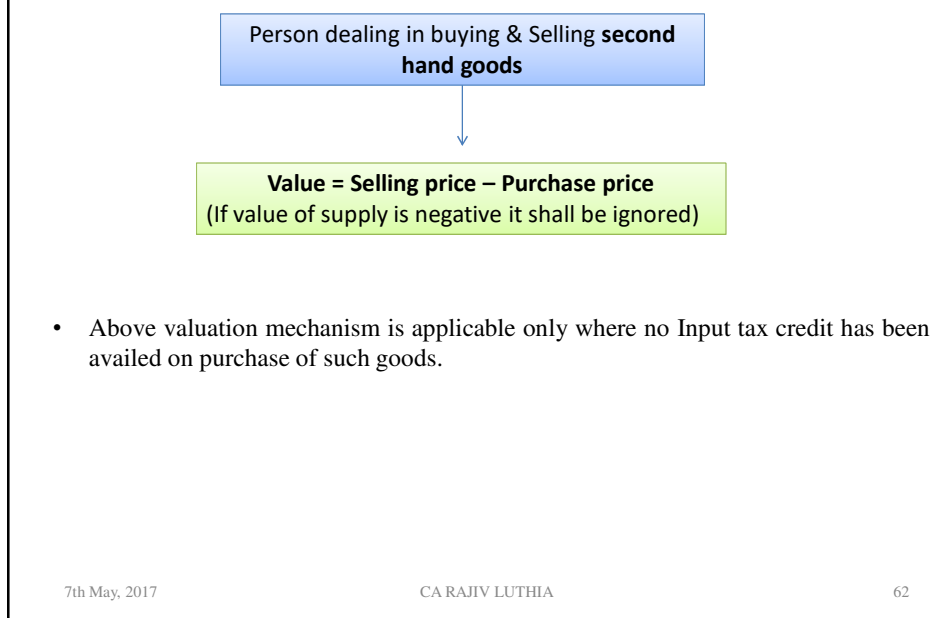 Person dealing in buying & Selling second
hand goods
Value = Selling price – Purchase price
(If value of supply is negative it shall be ignored)
• Above valuation mechanism is applicable only where no Input tax credit has been
availed on purchase of such goods.
7th May, 2017 CA RAJIV LUTHIA 62